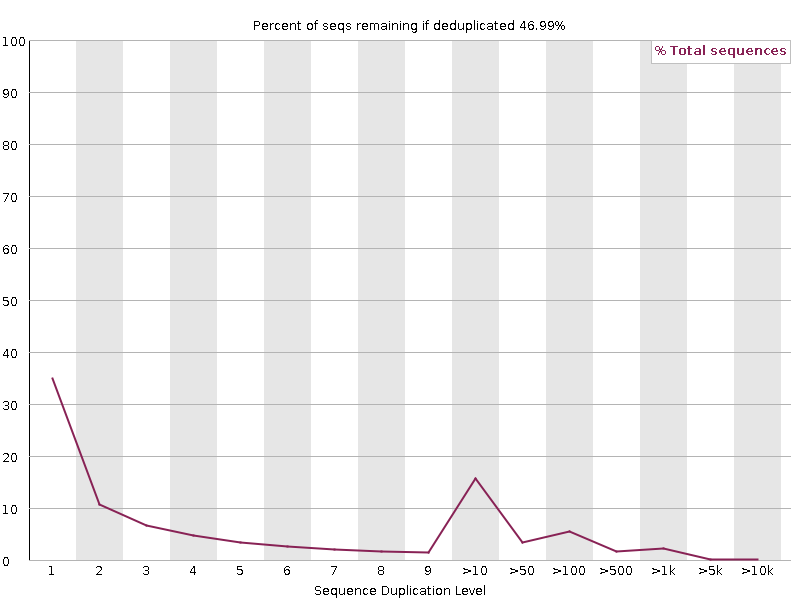 Percent of seqs remaining if deduplicated 46.99%
% Total sequences
100
90
80
70
60
50
40
30
20
10
0
1 2 3 4 5 6 7 8 9 >10 >50 >100 >500 >1k >5k >10k
Sequence Duplication Level